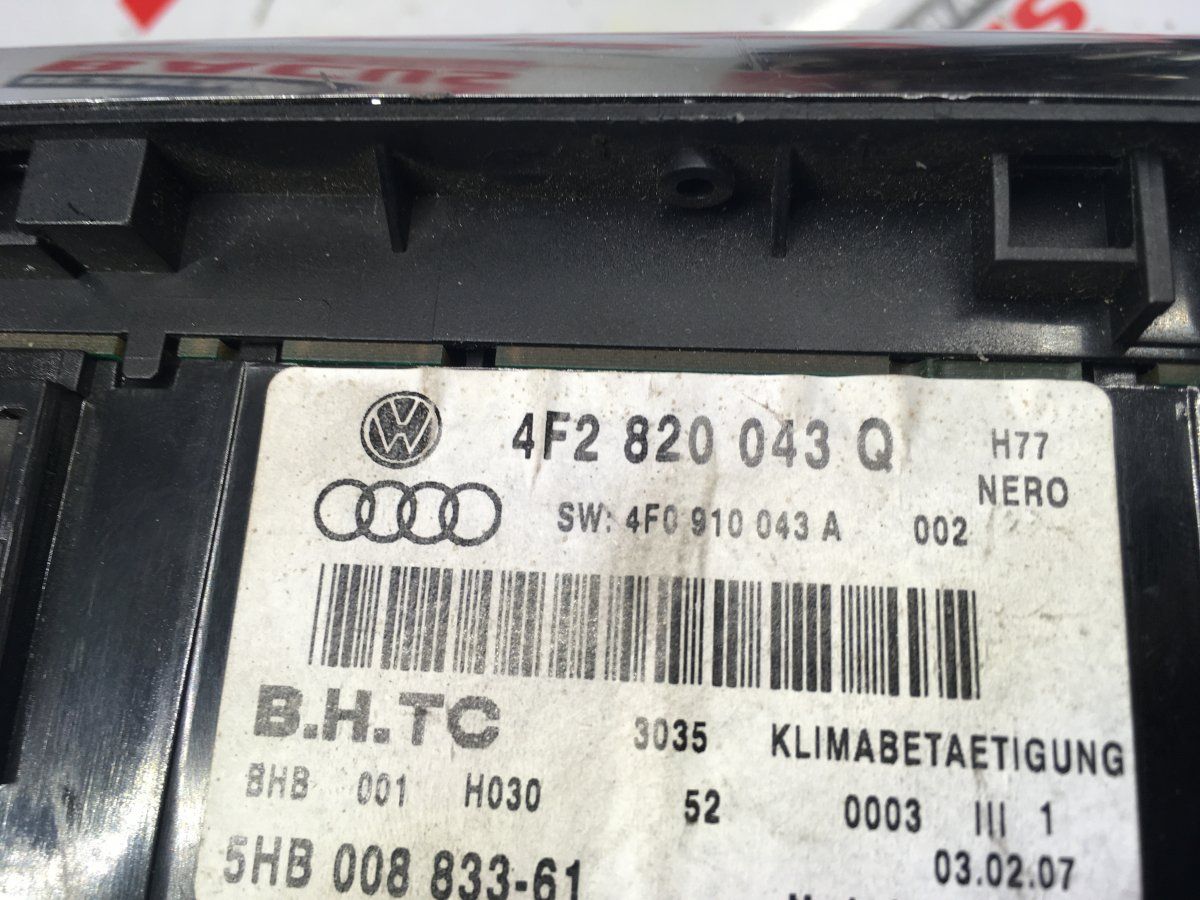 4F2 820 043 Q H77
NERO
SW: 4F0 910 043 A 002
B.H.TC 3035 KLIMABETAETIGUNG
BHB 001 H030 52 0003 III 1
5HB 008 833-61 03.02.07